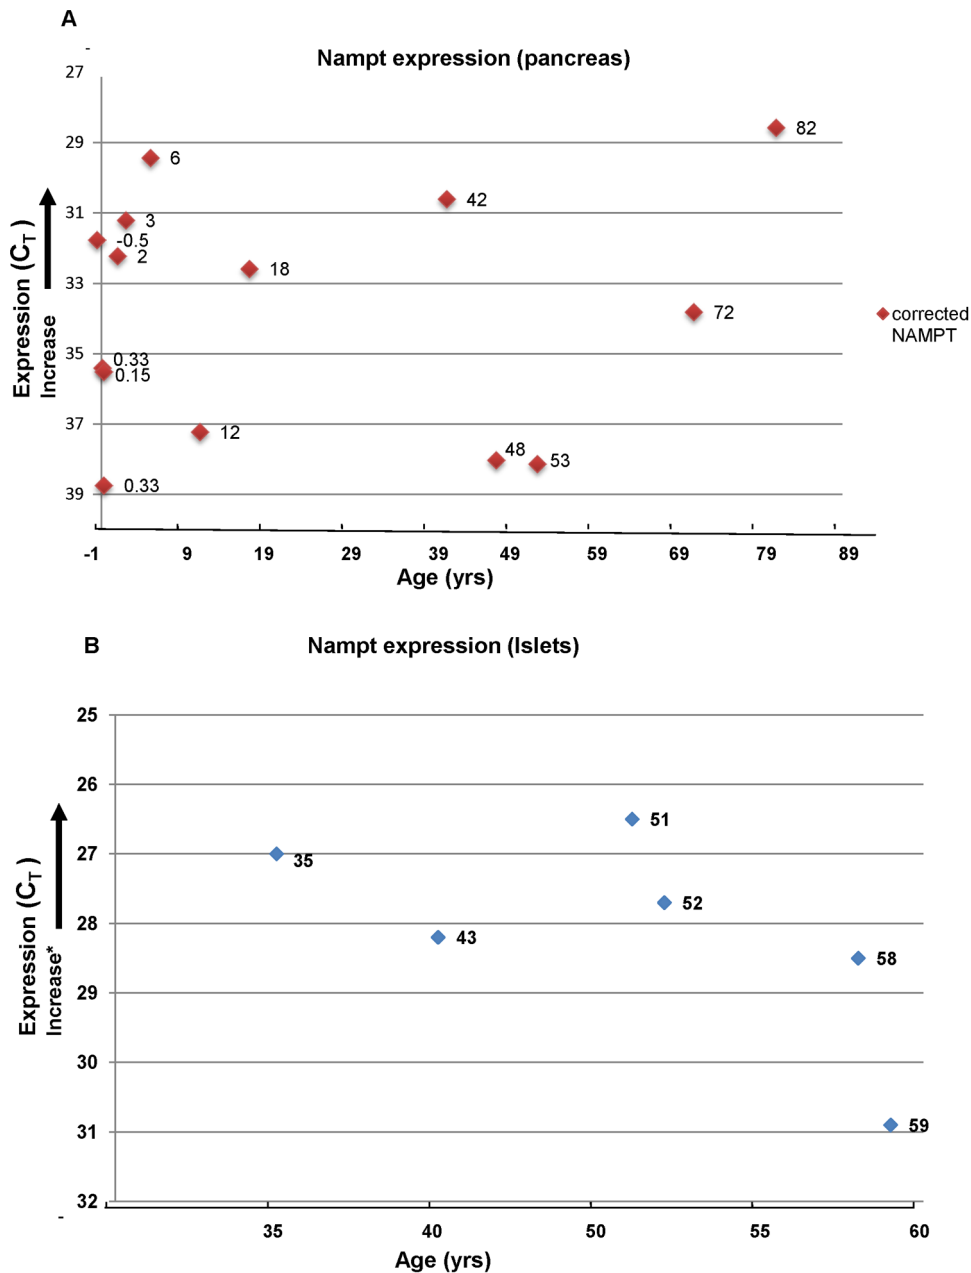 A
-
Nampt expression (pancreas)
27
29
31
33
35
37
39
Expression (CT )
Increase
82
6
42
3
-0.5
2
18
72
0.33
0.15
12
48
53
0.33
corrected
NAMPT
-1 9 19 29 39 49 59 69 79 89
Age (yrs)
B
Nampt expression (Islets)
25
26
27
28
29
30
31
32
-
Expression (CT )
Increase*
51
35
52
43
58
59
35 40 50 55 60
Age (yrs)